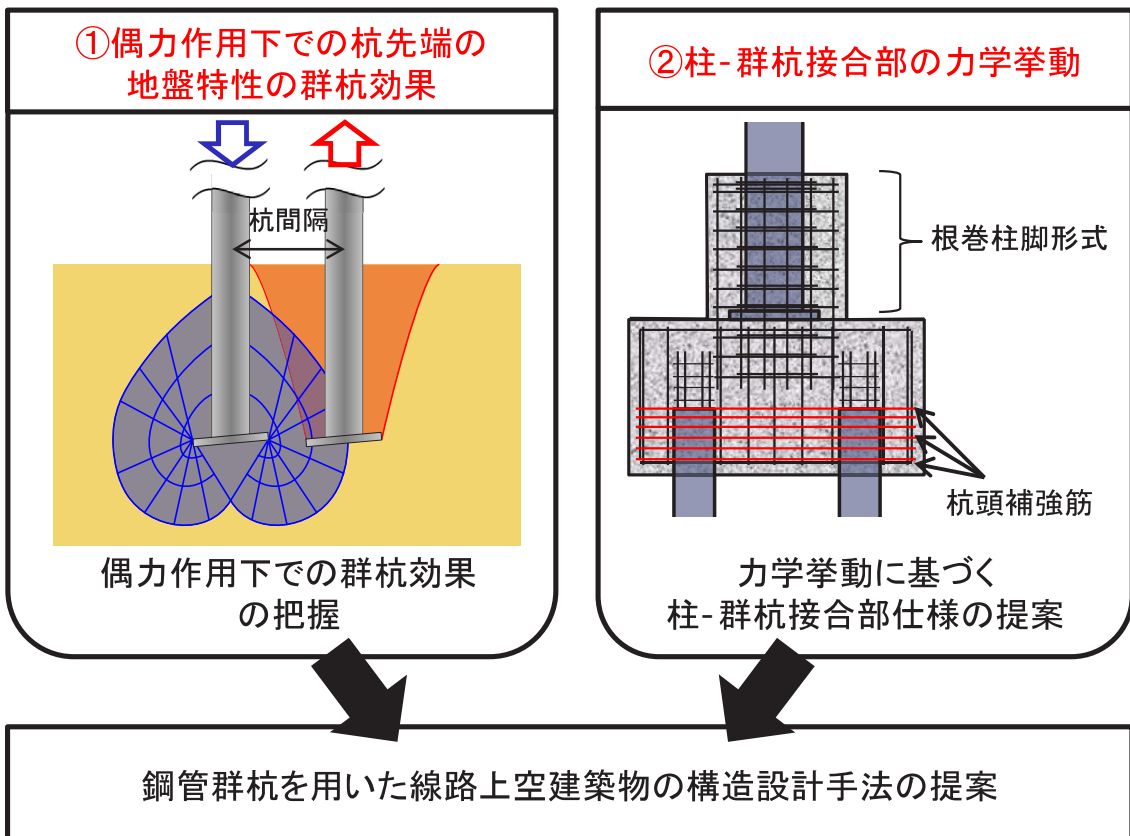 ①偶力作用下での杭先端の
地盤特性の群杭効果
杭間隔
偶力作用下での群杭効果
の把握
②柱-群杭接合部の力学挙動
根巻柱脚形式
杭頭補強筋
力学挙動に基づく
柱-群杭接合部仕様の提案
鋼管群杭を用いた線路上空建築物の構造設計手法の提案